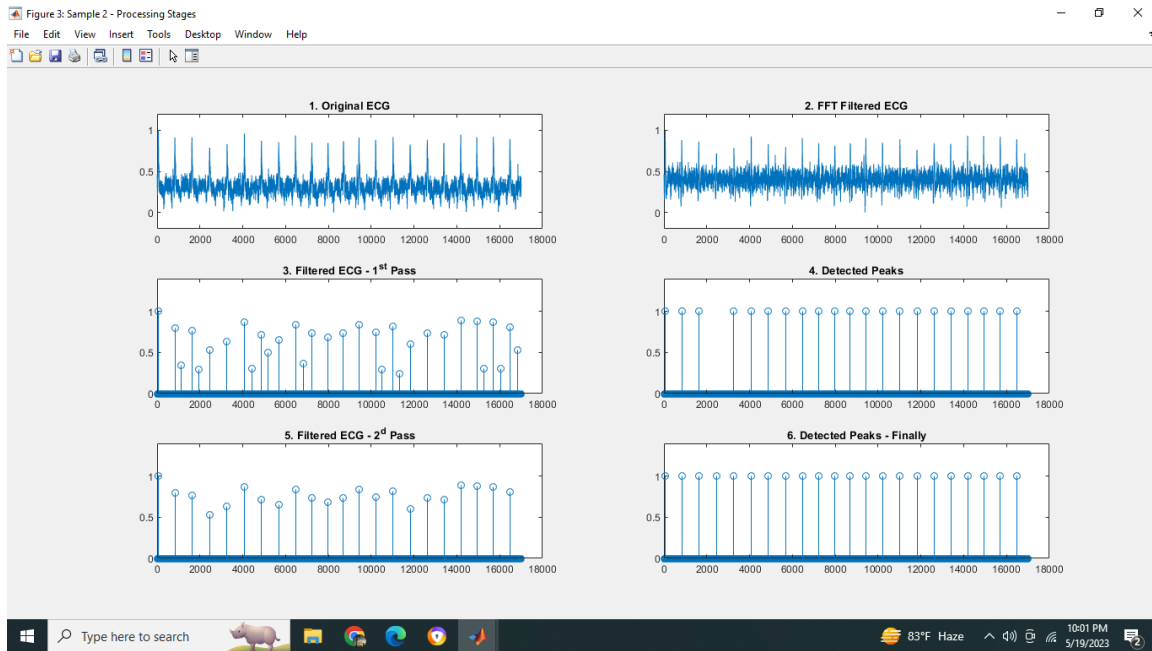 Figure 3: Sample 2 - Processing Stages
File Edit View Insert Tools Desktop Window Help
1. Original ECG
1
0.5
0
0 2000 4000 6000 8000 10000 12000 14000 16000 18000
2. FFT Filtered ECG
1
0.5
0
0 2000 4000 6000 8000 10000 12000 14000 16000 18000
3. Filtered ECG - 1st Pass
1
0.5
0
0 2000 4000 6000 8000 10000 12000 14000 16000 18000
4. Detected Peaks
1
0.5
0
0 2000 4000 6000 8000 10000 12000 14000 16000 18000
5. Filtered ECG - 2d Pass
1
0.5
0
0 2000 4000 6000 8000 10000 12000 14000 16000 18000
6. Detected Peaks - Finally
1
0.5
0
0 2000 4000 6000 8000 10000 12000 14000 16000 18000
Type here to search
83°F Haze
10:01 PM
5/19/2023
2